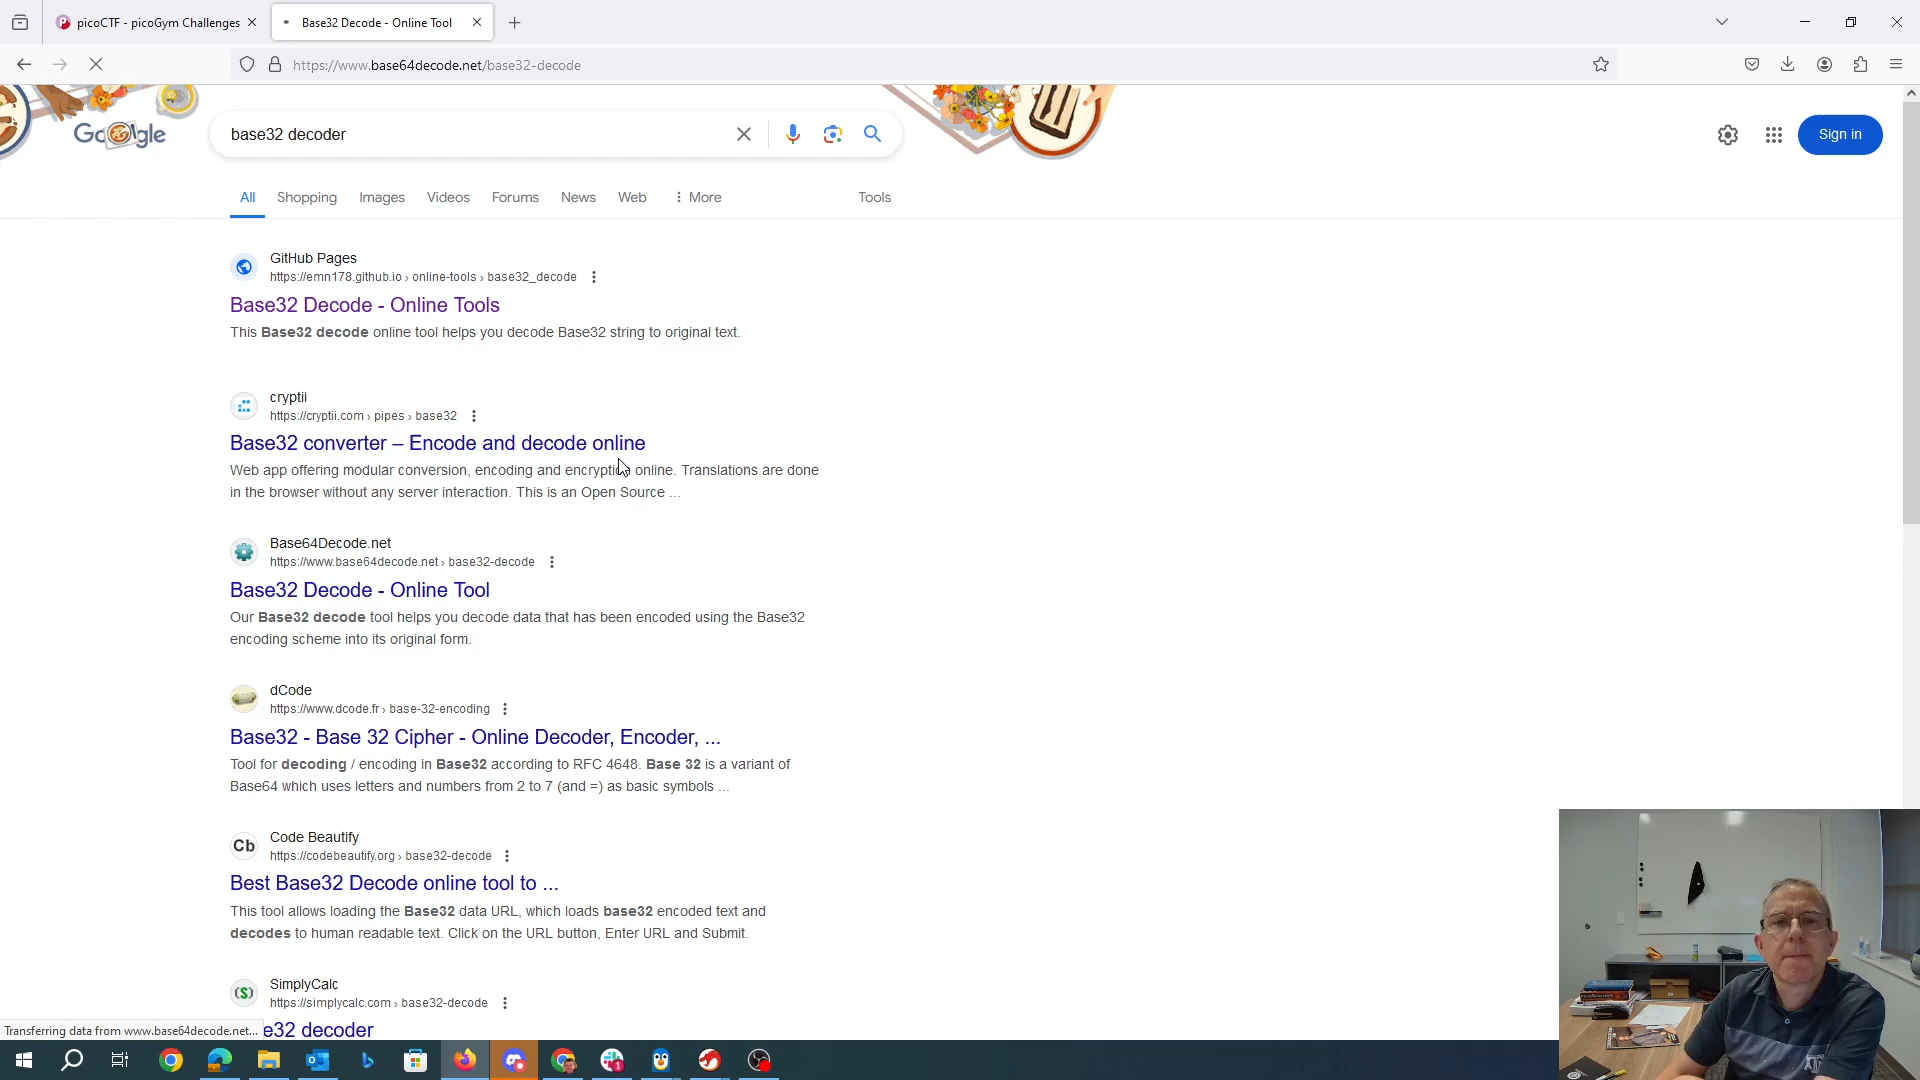 picoCTF - picoGym Challenges
Base32 Decode - Online Tool
https://www.base64decode.net/base32-decode
Google
base32 decoder
Sign in
All
Shopping
Images
Videos
Forums
News
Web
More
Tools
GitHub Pages
https://emn178.github.io › online-tools › base32_decode
Base32 Decode - Online Tools
This Base32 decode online tool helps you decode Base32 string to original text.
cryptii
https://cryptii.com › pipes › base32
Base32 converter – Encode and decode online
Web app offering modular conversion, encoding and encryption online. Translations are done
in the browser without any server interaction. This is an Open Source ...
Base64Decode.net
https://www.base64decode.net › base32-decode
Base32 Decode - Online Tool
Our Base32 decode tool helps you decode data that has been encoded using the Base32
encoding scheme into its original form.
dCode
https://www.dcode.fr › base-32-encoding
Base32 - Base 32 Cipher - Online Decoder, Encoder, ...
Tool for decoding / encoding in Base32 according to RFC 4648. Base 32 is a variant of
Base64 which uses letters and numbers from 2 to 7 (and =) as basic symbols ...
Cb
Code Beautify
https://codebeautify.org › base32-decode
Best Base32 Decode online tool to ...
This tool allows loading the Base32 data URL, which loads base32 encoded text and
decodes to human readable text. Click on the URL button, Enter URL and Submit.
(S)
SimplyCalc
https://simplycalc.com › base32-decode
e32 decoder
Transferring data from www.base64decode.net...